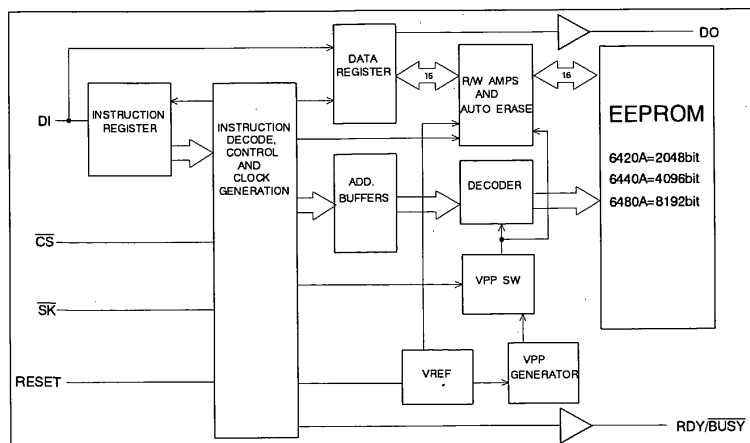 DATA
REGISTER
DO
16
R/W AMPS
AND
AUTO ERASE
16
EEPROM
6420A=2048bit
6440A=4096bit
6480A=8192bit
DI
INSTRUCTION
REGISTER
INSTRUCTION
DECODE,
CONTROL
AND
CLOCK
GENERATION
ADD.
BUFFERS
DECODER
CS
VPP SW
SK
RESET
VREF
VPP
GENERATOR
RDY/BUSY